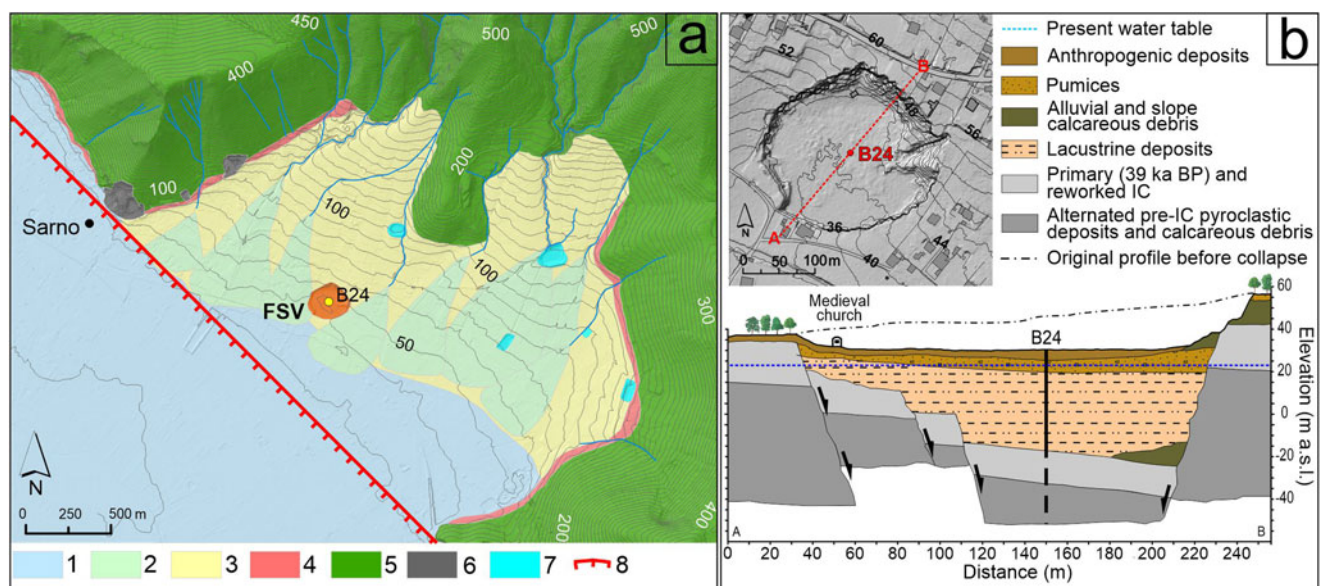 a
450
500
500
400
200
100
100
100
Sarno
B24
FSV
50
300
N
0 250 500 m
200
400
1 2 3 4 5 6 7 8
b
52
60
B
48
56
B24
A
36
44
40
N
0 50 100m
Present water table
Anthropogenic deposits
Pumices
Alluvial and slope
calcareous debris
Lacustrine deposits
Primary (39 ka BP) and
reworked IC
Alternated pre-IC pyroclastic
deposits and calcareous debris
Original profile before collapse
Medieval
church
B24
60
40
20
0
-20
-40
Elevation (m a.s.l.)
A
B
0 20 40 60 80 100 120 140 160 180 200 220 240
Distance (m)